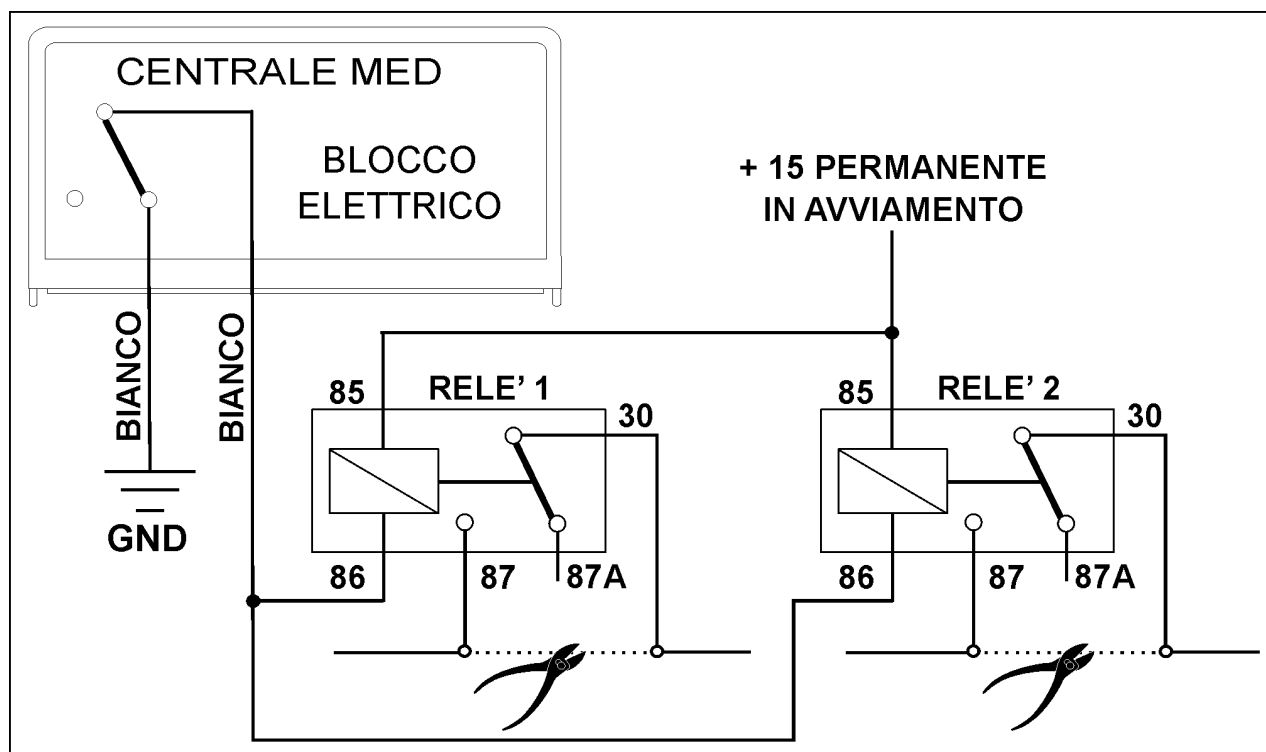 CENTRALE MED
BLOCCO
ELETTRICO
+ 15 PERMANENTE
IN AVVIAMENTO
BIANCO
BIANCO
GND
85
RELE' 1
30
86
87
87A
85
RELE' 2
30
86
87
87A